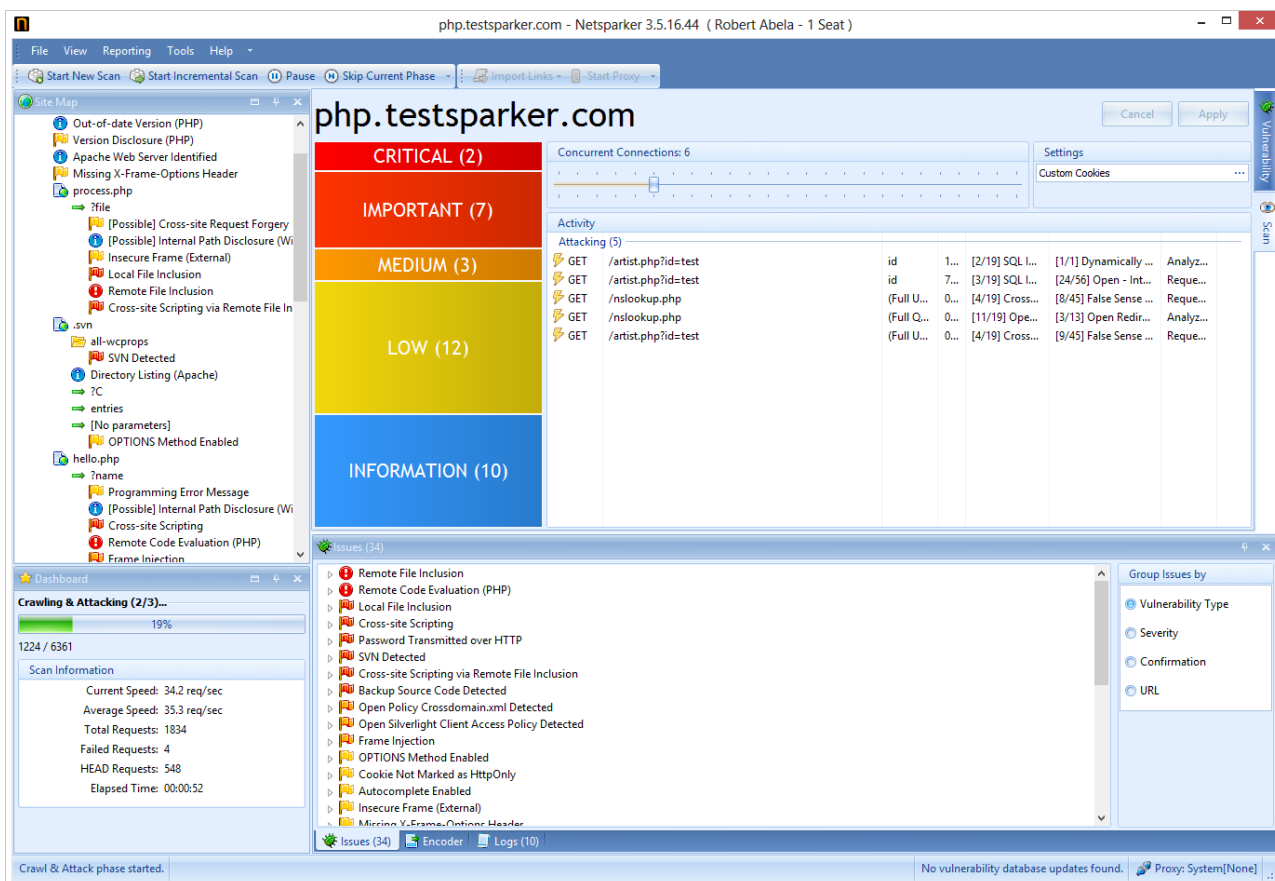 php.testsparker.com - Netsparker 3.5.16.44 ( Robert Abela - 1 Seat )
File View Reporting Tools Help
Start New Scan Start Incremental Scan Pause Skip Current Phase Import Links Start Proxy
Site Map
Out-of-date Version (PHP)
Version Disclosure (PHP)
Apache Web Server Identified
Missing X-Frame-Options Header
process.php
?file
[Possible] Cross-site Request Forgery
[Possible] Internal Path Disclosure (Wi
Insecure Frame (External)
Local File Inclusion
Remote File Inclusion
Cross-site Scripting via Remote File In
.svn
all-wcprops
SVN Detected
Directory Listing (Apache)
?C
entries
[No parameters]
OPTIONS Method Enabled
hello.php
?name
Programming Error Message
[Possible] Internal Path Disclosure (Wi
Cross-site Scripting
Remote Code Evaluation (PHP)
Frame Injection
Dashboard
Crawling & Attacking (2/3)...
19%
1224 / 6361
Scan Information
Current Speed: 34.2 req/sec
Average Speed: 35.3 req/sec
Total Requests: 1834
Failed Requests: 4
HEAD Requests: 548
Elapsed Time: 00:00:52
php.testsparker.com
Cancel Apply
CRITICAL (2)
IMPORTANT (7)
MEDIUM (3)
LOW (12)
INFORMATION (10)
Concurrent Connections: 6
Settings
Custom Cookies ...
Activity
Attacking (5)
GET /artist.php?id=test id 1... [2/19] SQL I... [1/1] Dynamically ... Analyz...
GET /artist.php?id=test id 7... [3/19] SQL I... [24/56] Open - Int... Reque...
GET /nslookup.php (Full U... 0... [4/19] Cross... [8/45] False Sense ... Reque...
GET /nslookup.php (Full Q... 0... [11/19] Ope... [3/13] Open Redir... Analyz...
GET /artist.php?id=test (Full U... 0... [4/19] Cross... [9/45] False Sense ... Reque...
Vulnerability
Scan
Issues (34)
Remote File Inclusion
Remote Code Evaluation (PHP)
Local File Inclusion
Cross-site Scripting
Password Transmitted over HTTP
SVN Detected
Cross-site Scripting via Remote File Inclusion
Backup Source Code Detected
Open Policy Crossdomain.xml Detected
Open Silverlight Client Access Policy Detected
Frame Injection
OPTIONS Method Enabled
Cookie Not Marked as HttpOnly
Autocomplete Enabled
Insecure Frame (External)
Missing X-Frame-Options Header
Group Issues by
Vulnerability Type
Severity
Confirmation
URL
Issues (34) Encoder Logs (10)
Crawl & Attack phase started.
No vulnerability database updates found. Proxy: System[None]